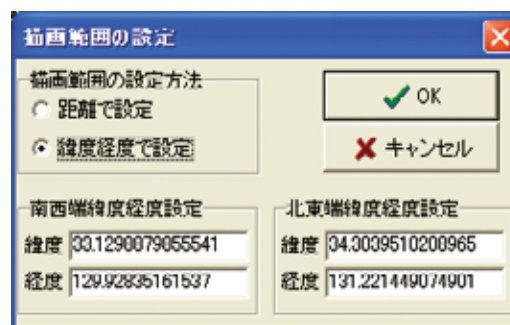 描画範囲の設定
描画範囲の設定方法
距離で設定
緯度経度で設定
OK
キャンセル
南西端緯度経度設定
緯度 33.1290079055541
経度 129.92835161537
北東端緯度経度設定
緯度 34.3039510200965
経度 131.221449074901